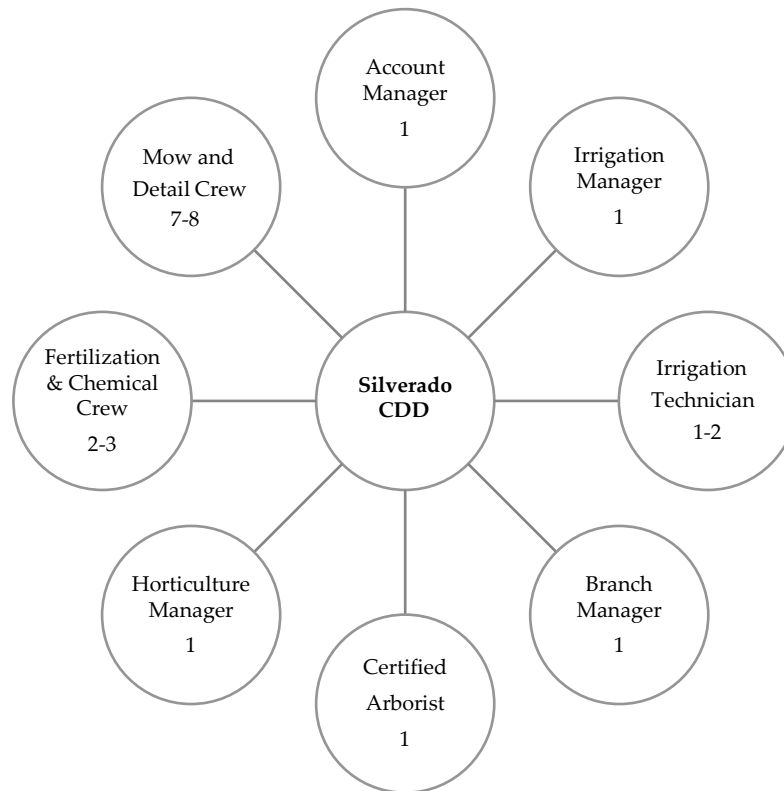 Account
Manager
1
Irrigation
Manager
1
Irrigation
Technician
1-2
Branch
Manager
1
Certified
Arborist
1
Horticulture
Manager
1
Fertilization
& Chemical
Crew
2-3
Mow and
Detail Crew
7-8
Silverado
CDD